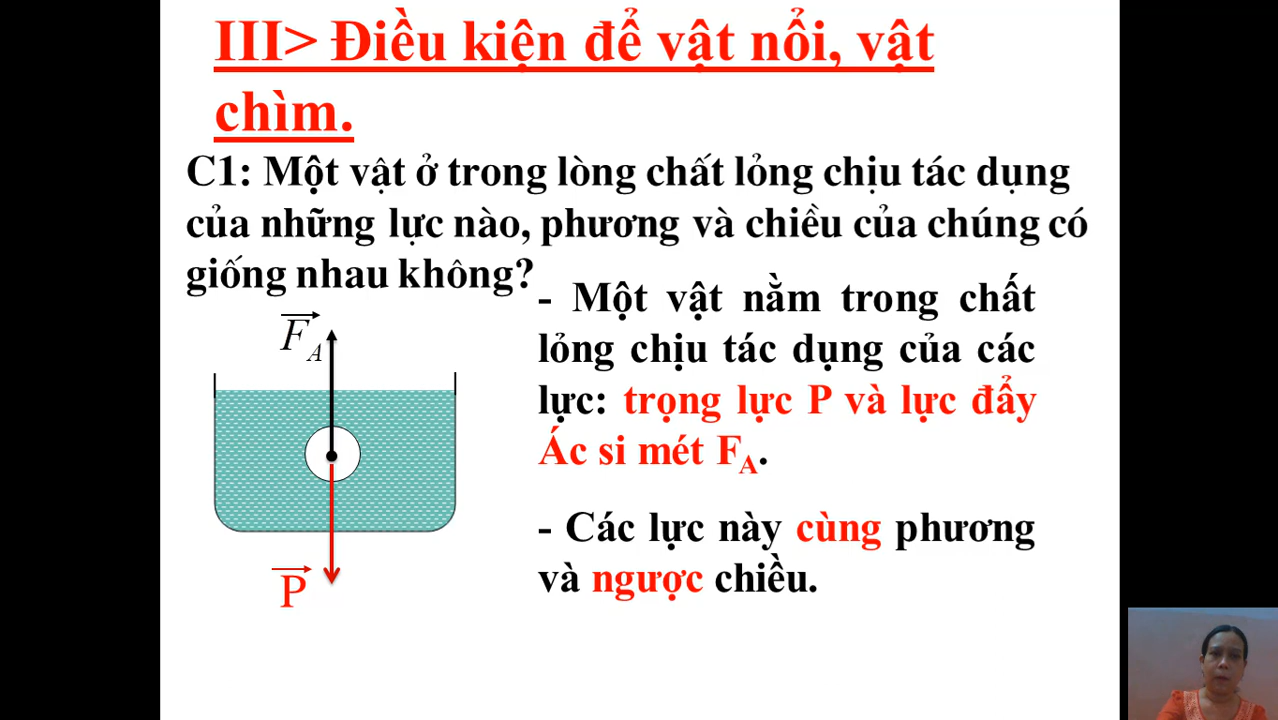 III> Điều kiện để vật nổi, vật
chìm.
C1: Một vật ở trong lòng chất lỏng chịu tác dụng
của những lực nào, phương và chiều của chúng có
giống nhau không?
- Một vật nằm trong chất
lỏng chịu tác dụng của các
lực: trọng lực P và lực đẩy
Ác si mét FA.
- Các lực này cùng phương
và ngược chiều.
FA
P